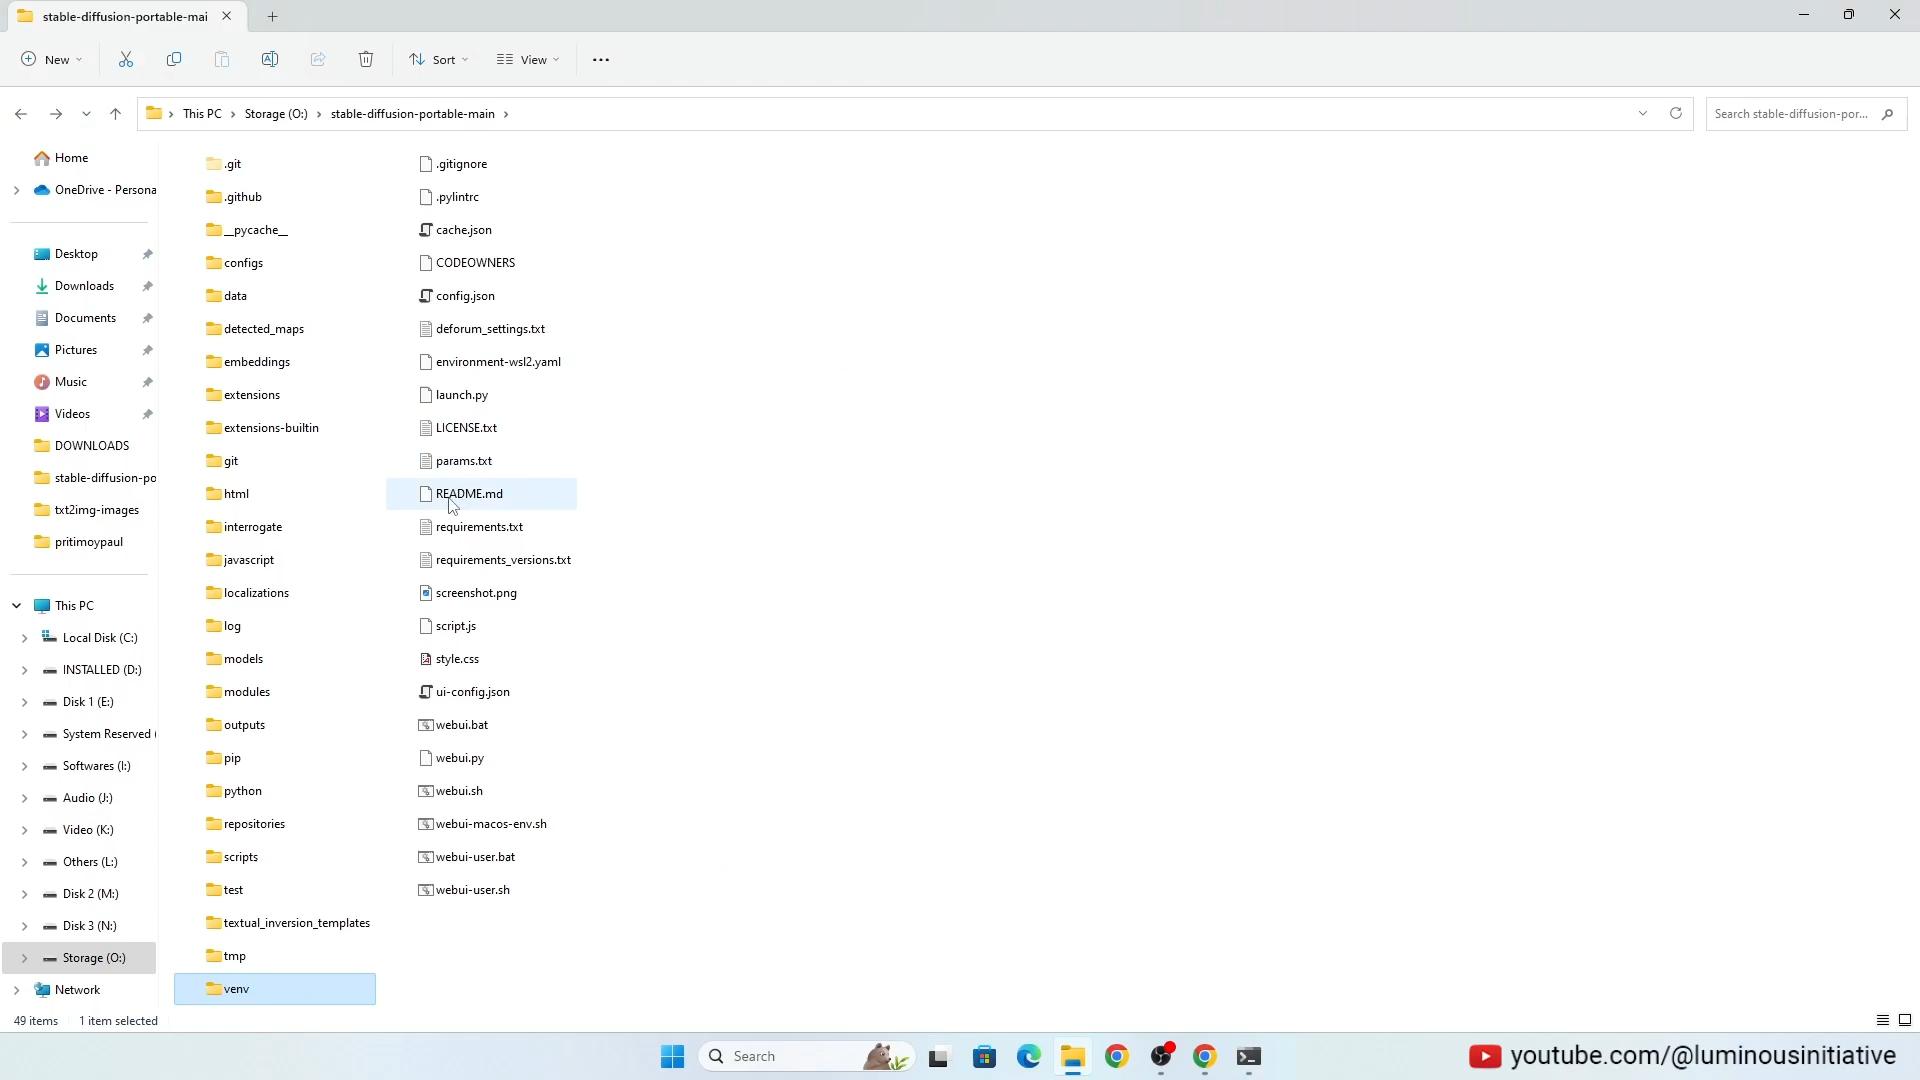 stable-diffusion-portable-mai
New
Sort
View
This PC
Storage (O:)
stable-diffusion-portable-main
Search stable-diffusion-por...
Home
OneDrive - Persona
Desktop
Downloads
Documents
Pictures
Music
Videos
DOWNLOADS
stable-diffusion-po
txt2img-images
pritimoypaul
This PC
Local Disk (C:)
INSTALLED (D:)
Disk 1 (E:)
System Reserved (
Softwares (I:)
Audio (J:)
Video (K:)
Others (L:)
Disk 2 (M:)
Disk 3 (N:)
Storage (O:)
Network
.git
.github
__pycache__
configs
data
detected_maps
embeddings
extensions
extensions-builtin
git
html
interrogate
javascript
localizations
log
models
modules
outputs
pip
python
repositories
scripts
test
textual_inversion_templates
tmp
venv
.gitignore
.pylintrc
cache.json
CODEOWNERS
config.json
deforum_settings.txt
environment-wsl2.yaml
launch.py
LICENSE.txt
params.txt
README.md
requirements.txt
requirements_versions.txt
screenshot.png
script.js
style.css
ui-config.json
webui.bat
webui.py
webui.sh
webui-macos-env.sh
webui-user.bat
webui-user.sh
49 items
1 item selected
Search
youtube.com/@luminousinitiative